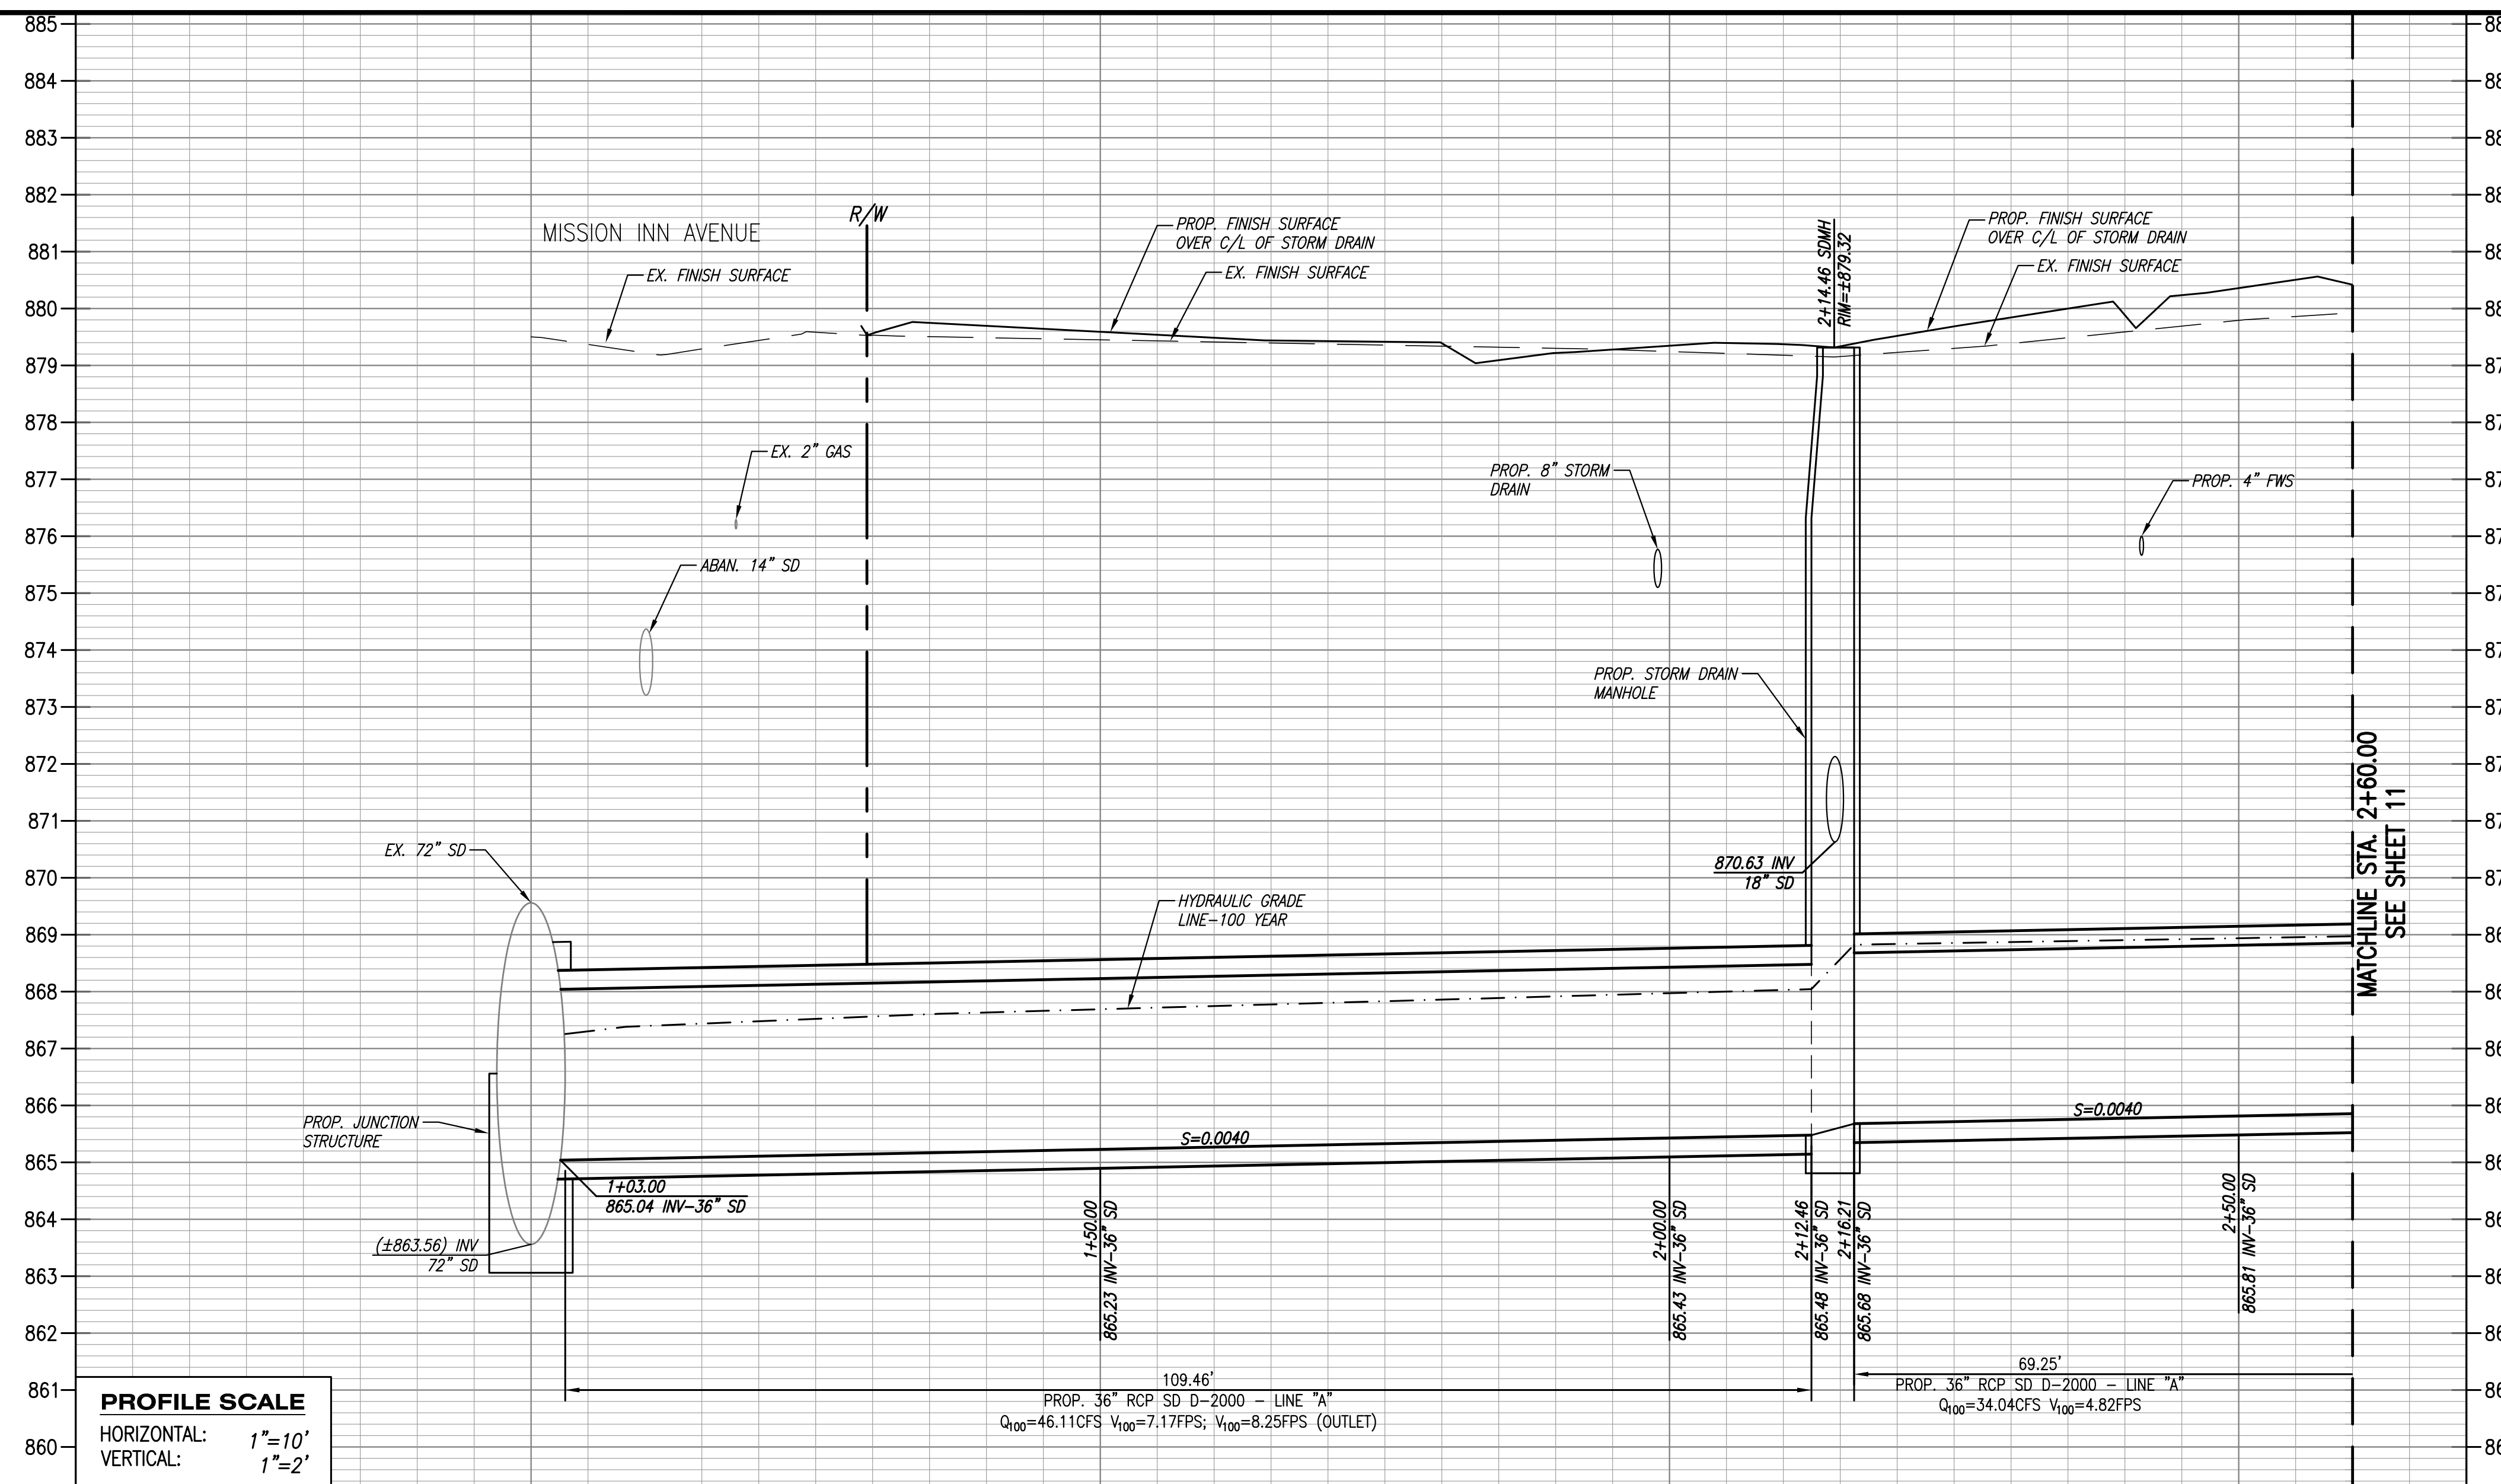 885
884
883
882
881
880
879
878
877
876
875
874
873
872
871
870
869
868
867
866
865
864
863
862
861
860
MISSION INN AVENUE
R/W
EX. FINISH SURFACE
PROP. FINISH SURFACE
OVER C/L OF STORM DRAIN
EX. FINISH SURFACE
2+14.46 SDMH
RIM=±879.32
PROP. FINISH SURFACE
OVER C/L OF STORM DRAIN
EX. FINISH SURFACE
EX. 2" GAS
ABAN. 14" SD
PROP. 8" STORM
DRAIN
PROP. 4" FWS
PROP. STORM DRAIN
MANHOLE
EX. 72" SD
870.63 INV
18" SD
HYDRAULIC GRADE
LINE-100 YEAR
MATCHLINE STA. 2+60.00
SEE SHEET 11
PROP. JUNCTION
STRUCTURE
S=0.0040
S=0.0040
1+03.00
865.04 INV-36" SD
(±863.56) INV
72" SD
1+50.00
865.23 INV-36" SD
2+00.00
865.43 INV-36" SD
2+12.46
865.48 INV-36" SD
2+16.21
865.68 INV-36" SD
2+50.00
865.81 INV-36" SD
109.46'
PROP. 36" RCP SD D-2000 - LINE "A"
Q100=46.11CFS V100=7.17FPS; V100=8.25FPS (OUTLET)
69.25'
PROP. 36" RCP SD D-2000 - LINE "A"
Q100=34.04CFS V100=4.82FPS
PROFILE SCALE
HORIZONTAL: 1"=10'
VERTICAL: 1"=2'